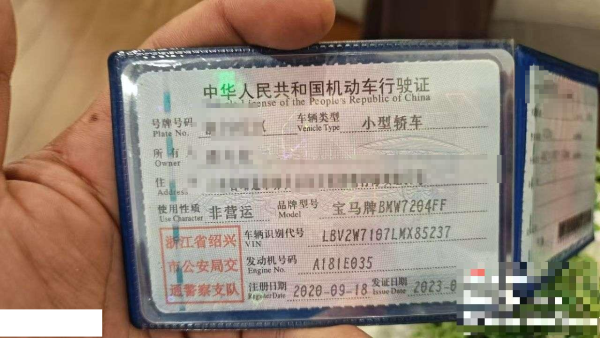 中华人民共和国机动车行驶证
License of the People's Republic of China
号牌号码 车辆类型 小型轿车
Plate No. Vehicle Type
所有人
Owner
住
Address
使用性质 非营运 品牌型号 宝马牌BMW7204FF
Use Character Model
浙江省绍兴 车辆识别代号 LBV2W7107LMX85237
VIN
市公安局交 发动机号码 A181E035
Engine No.
通警察支队 注册日期 2020-09-18 发证日期 2023-0
Register Date Issue Date